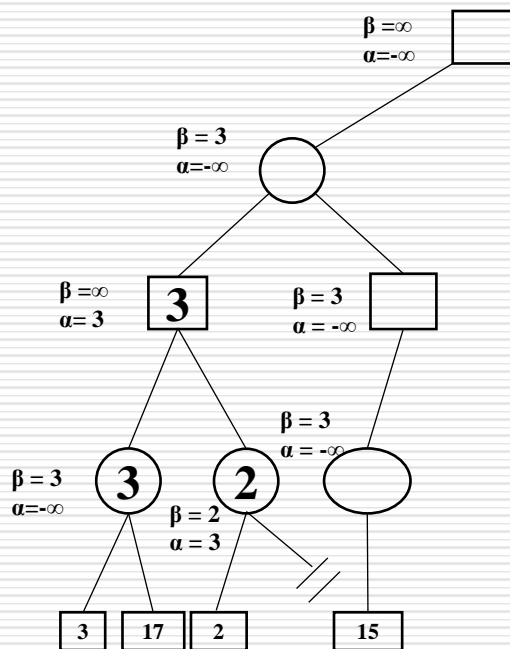 β =∞
α=-∞
β = 3
α=-∞
β =∞
α= 3
3
β = 3
α = -∞
β = 3
α = -∞
β = 3
α=-∞
3
2
β = 2
α = 3
3
17
2
15